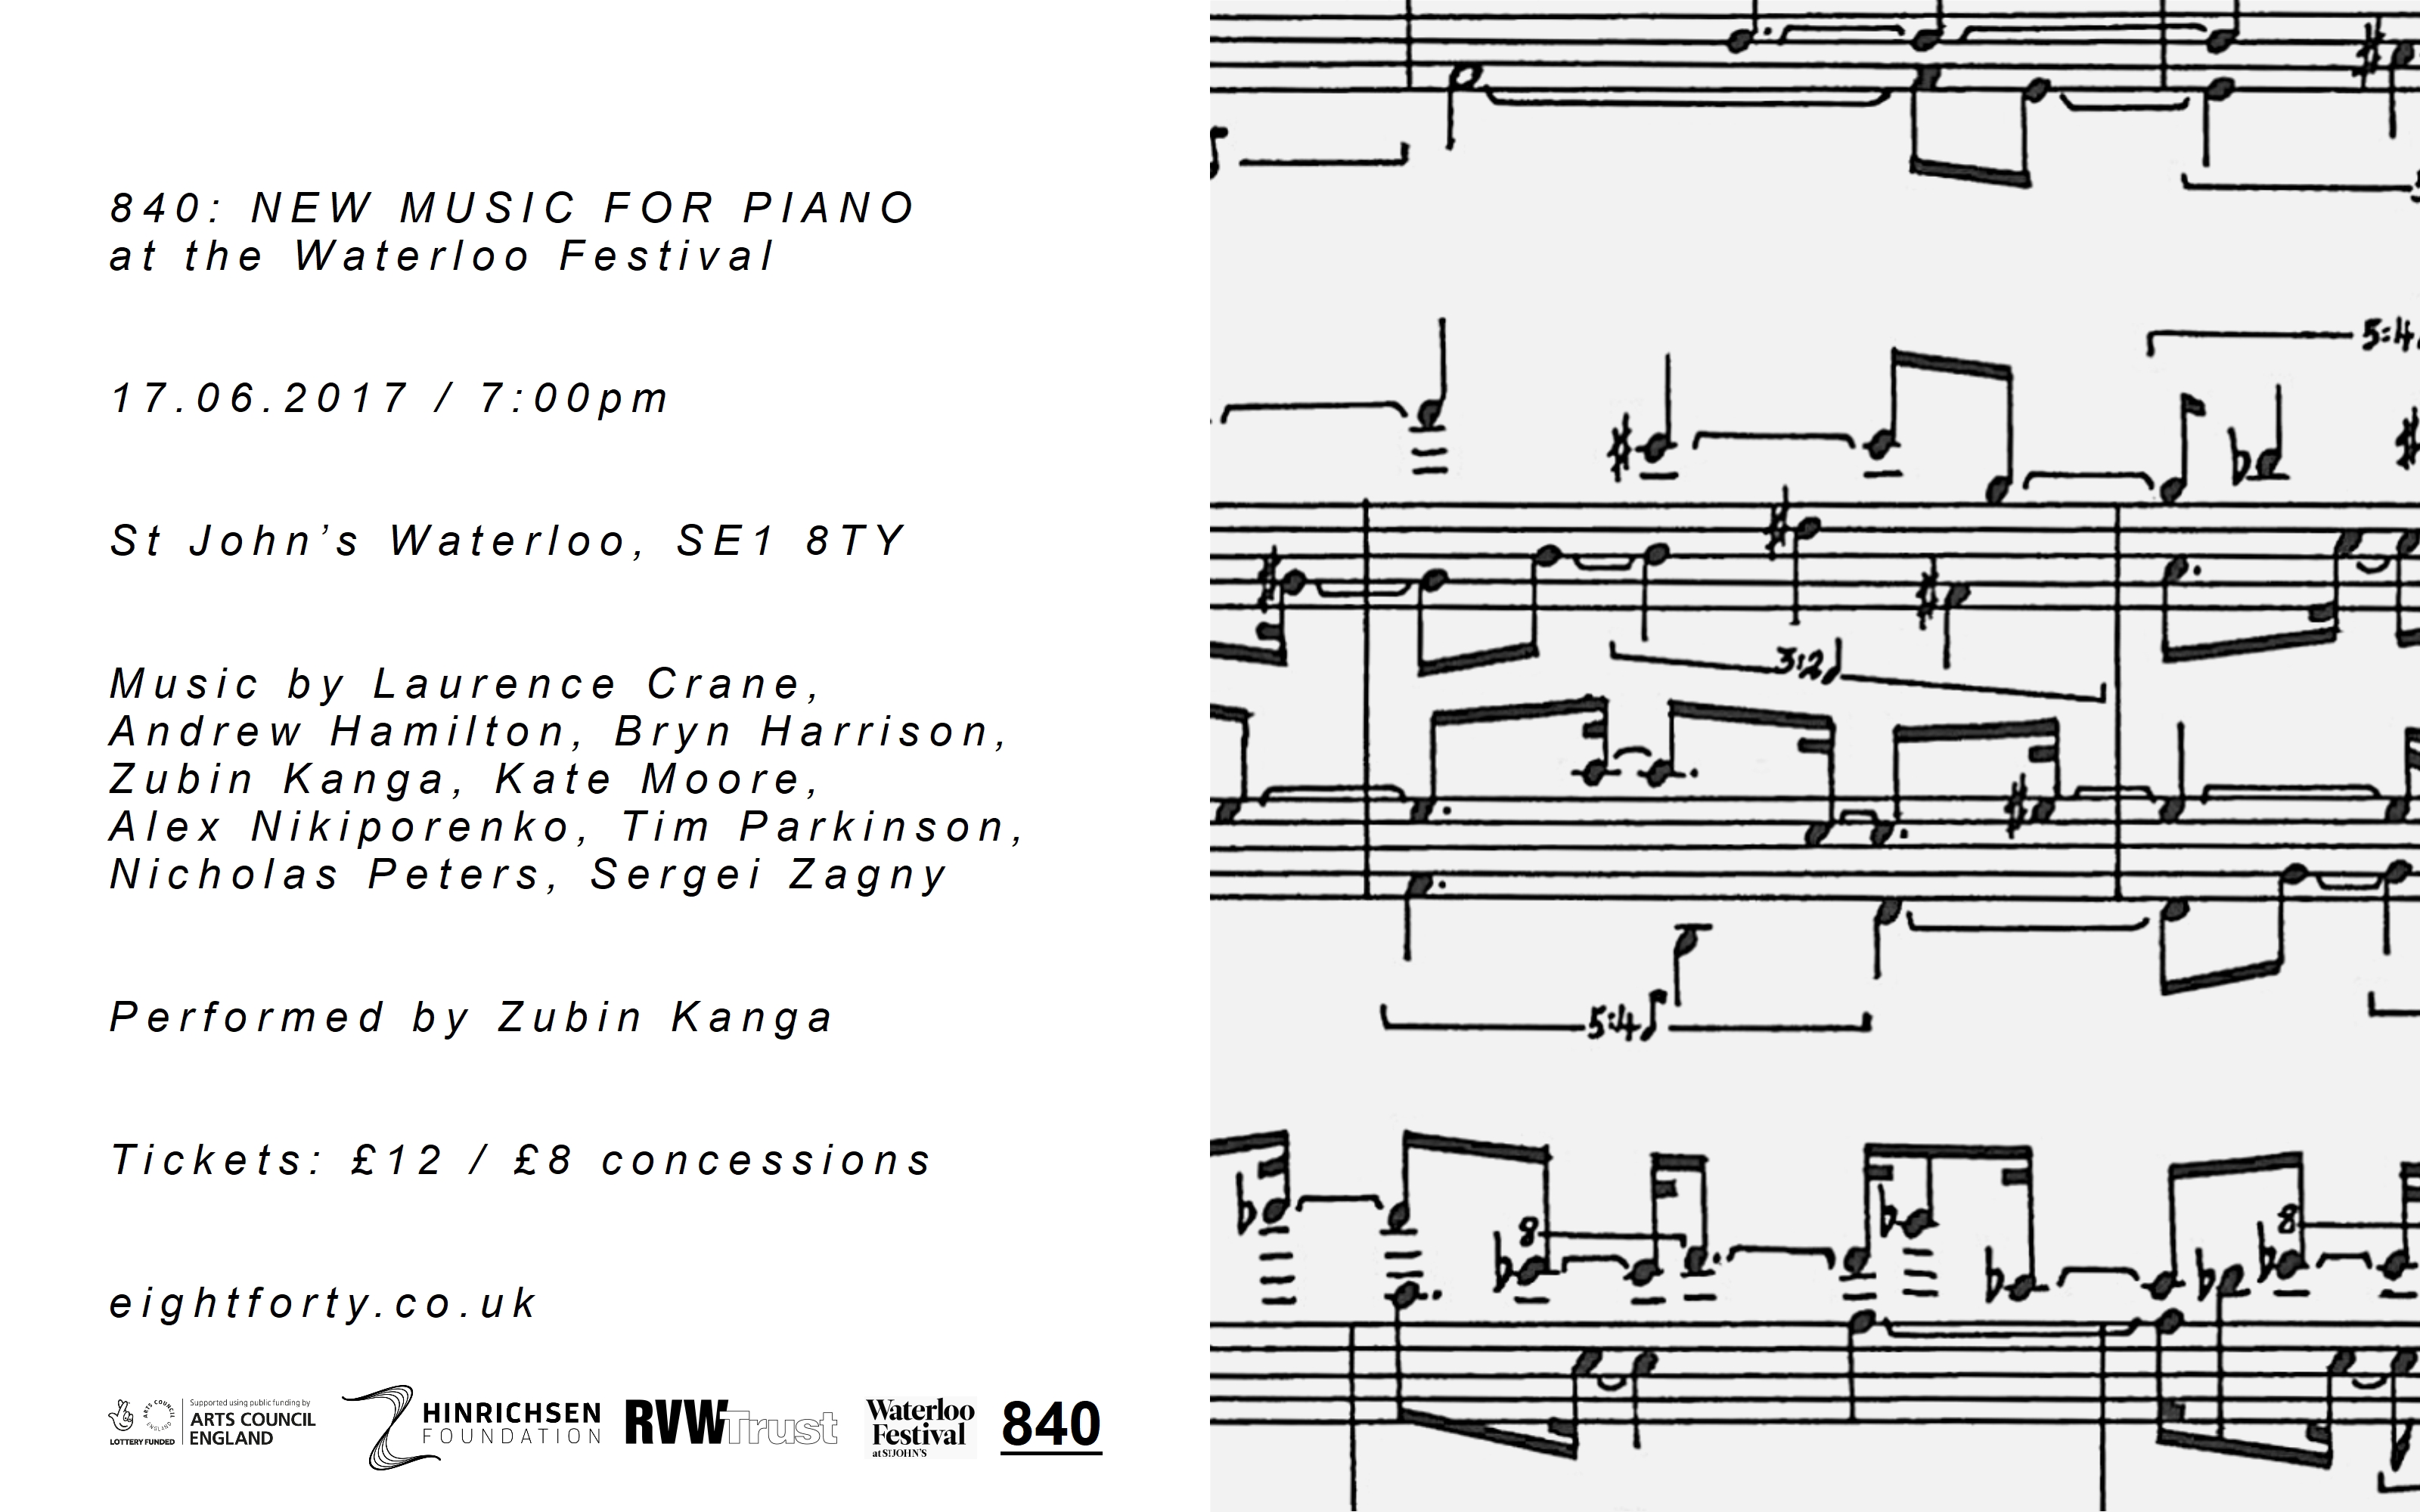 840: NEW MUSIC FOR PIANO
at the Waterloo Festival
17.06.2017 / 7:00pm
St John’s Waterloo, SE1 8TY
Music by Laurence Crane,
Andrew Hamilton, Bryn Harrison,
Zubin Kanga, Kate Moore,
Alex Nikiporenko, Tim Parkinson,
Nicholas Peters, Sergei Zagny
Performed by Zubin Kanga
Tickets: £12 / £8 concessions
eightforty.co.uk
LOTTERY FUNDED
ARTS COUNCIL ENGLAND
Supported using public funding by
ARTS COUNCIL
ENGLAND
HINRICHSEN
FOUNDATION
RVWTrust
Waterloo
Festival
at ST JOHN'S
840
5:4
3:2
5:4
8
8